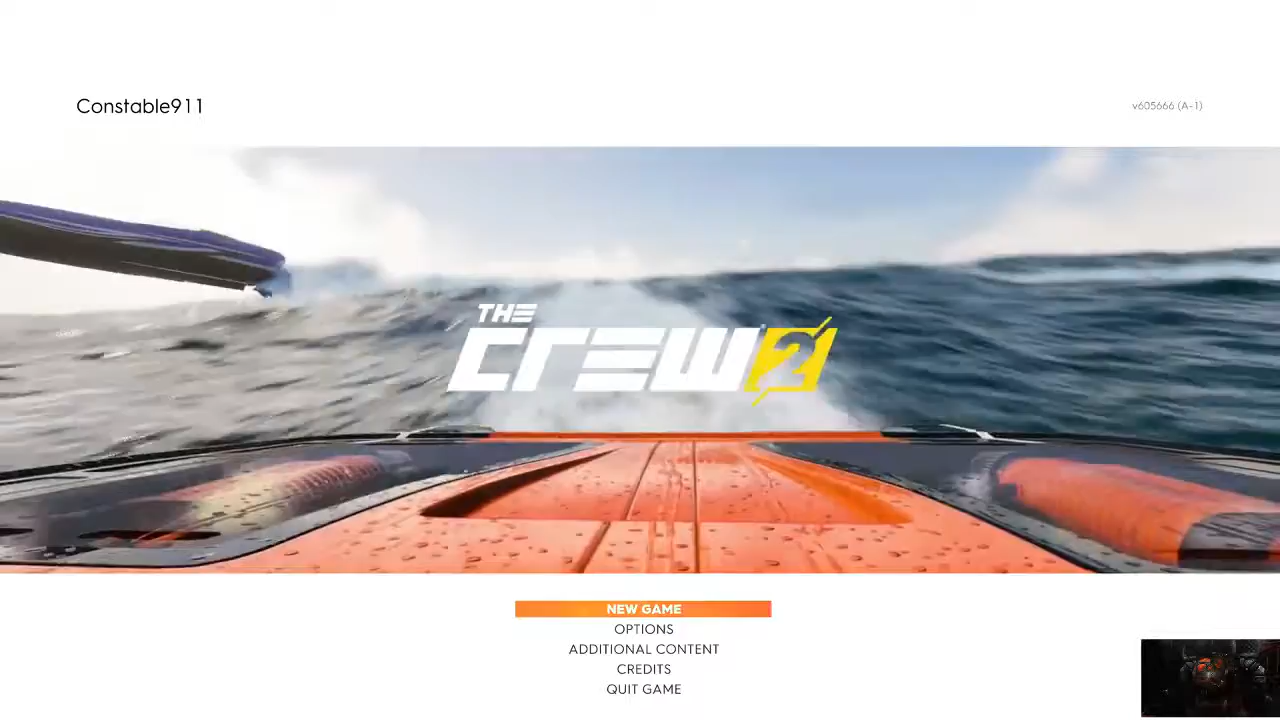 Constable911
v605666 (A-1)
THE
CREW 2
NEW GAME
OPTIONS
ADDITIONAL CONTENT
CREDITS
QUIT GAME